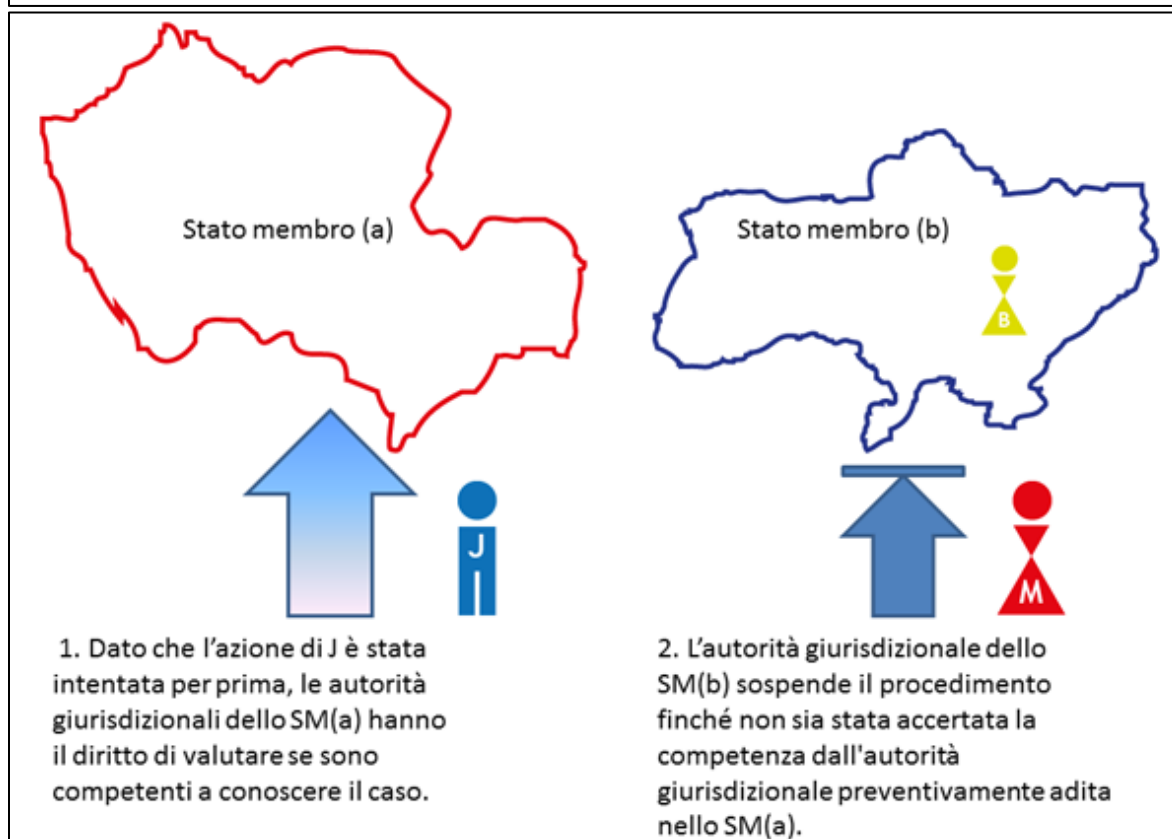 Stato membro (a)
Stato membro (b)
B
J
M
1. Dato che l’azione di J è stata
intentata per prima, le autorità
giurisdizionali dello SM(a) hanno
il diritto di valutare se sono
competenti a conoscere il caso.
2. L’autorità giurisdizionale dello
SM(b) sospende il procedimento
finché non sia stata accertata la
competenza dall'autorità
giurisdizionale preventivamente adita
nello SM(a).